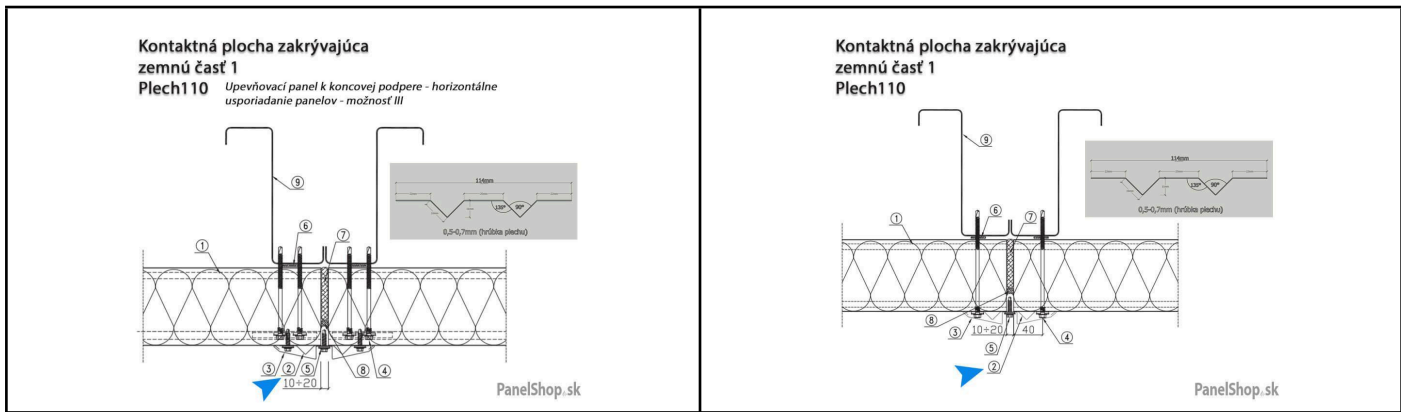 Kontaktná plocha zakrývajúca
zemnú časť 1
Plech110 Upevňovací panel k koncovej podpere - horizontálne
usporiadanie panelov - možnosť III
9
114mm
135° 90°
0,5-0,7mm (hrúbka plechu)
6
7
1
3 2 5 8 4
10÷20
PanelShop.sk
Kontaktná plocha zakrývajúca
zemnú časť 1
Plech110
9
114mm
135° 90°
0,5-0,7mm (hrúbka plechu)
6
7
1
8
3
10÷20 40
4
5
2
PanelShop.sk